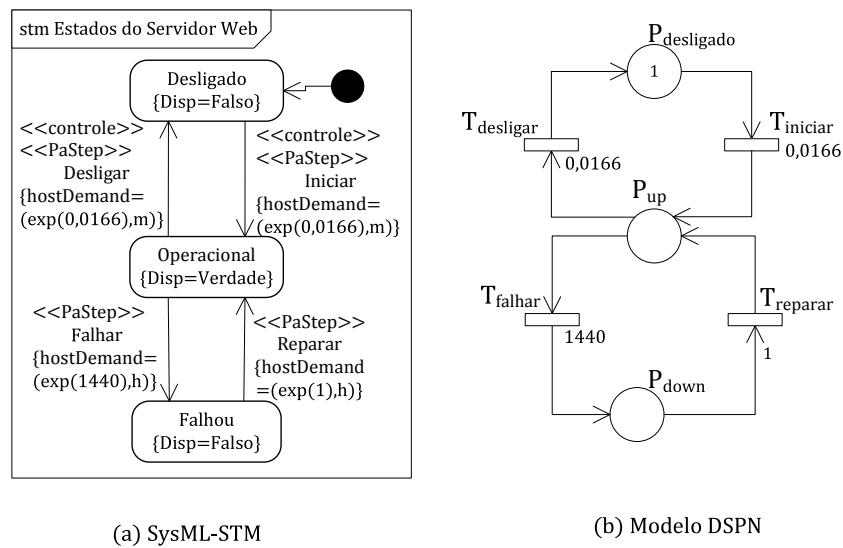 stm Estados do Servidor Web
Desligado
{Disp=Falso}
<<controle>>
<<PaStep>>
Desligar
{hostDemand=
(exp(0,0166),m)}
<<controle>>
<<PaStep>>
Iniciar
{hostDemand=
(exp(0,0166),m)}
Operacional
{Disp=Verdade}
<<PaStep>>
Falhar
{hostDemand=
(exp(1440),h)}
<<PaStep>>
Reparar
{hostDemand
=(exp(1),h)}
Falhou
{Disp=Falso}
(a) SysML-STM
Pdesligado
1
Tdesligar
0,0166
Tiniciar
0,0166
Pup
Tfalhar
1440
Treparar
1
Pdown
(b) Modelo DSPN